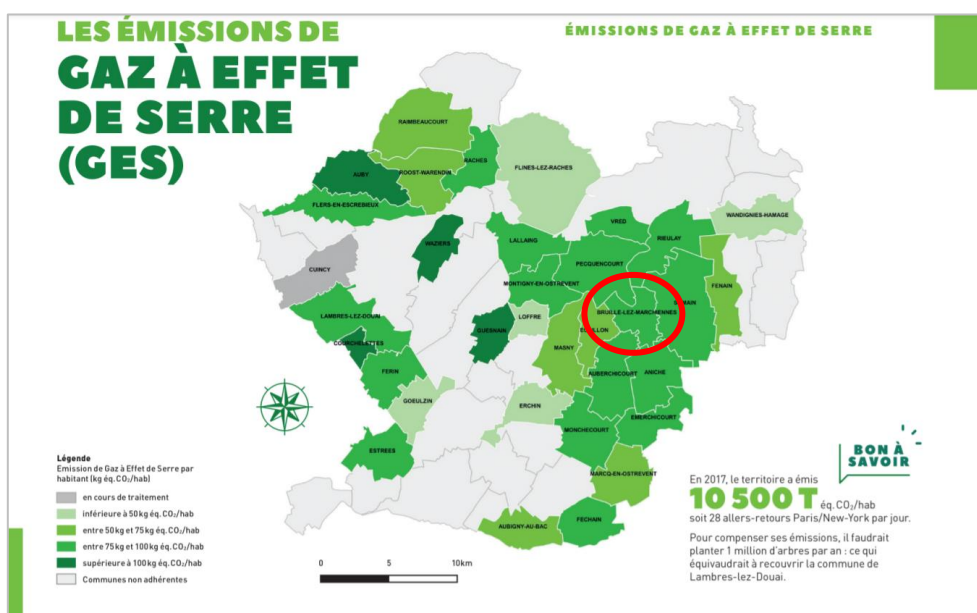 LES ÉMISSIONS DE
GAZ À EFFET
DE SERRE
(GES)
ÉMISSIONS DE GAZ À EFFET DE SERRE
RAIMBEAUCOURT
RACHES
ROOST-WARENDIN
AUBY
FLERS-EN-ESCREBIEUX
FLINES-LEZ-RACHES
WANDIGNIES-HAMAGE
VRED
RIEULAY
LALLAING
WAZIERS
PECQUENCOURT
CUINCY
MONTIGNY-EN-OSTREVENT
FENAIN
SOMAIN
BRUILLE-LEZ-MARCHIENNES
LAMBRES-LEZ-DOUAI
LOFFRE
GUESNAIN
ECAILLON
COURCHELETTES
MASNY
FERIN
AUBERCHICOURT
ANICHE
GOEULZIN
ERCHIN
EMERCHICOURT
MONCHECOURT
ESTREES
MARCQ-EN-OSTREVENT
AUBIGNY-AU-BAC
FECHAIN
Légende
Emission de Gaz à Effet de Serre par
habitant (kg éq. CO₂/hab)
en cours de traitement
inférieure à 50kg éq. CO₂/hab
entre 50kg et 75kg éq. CO₂/hab
entre 75kg et 100kg éq. CO₂/hab
supérieure à 100kg éq. CO₂/hab
Communes non adhérentes
0 5 10km
BON À
SAVOIR
En 2017, le territoire a émis
10 500 T éq. CO₂/hab
soit 28 allers-retours Paris/New-York par jour.
Pour compenser ses émissions, il faudrait
planter 1 million d'arbres par an : ce qui
équivaudrait à recouvrir la commune de
Lambres-lez-Douai.